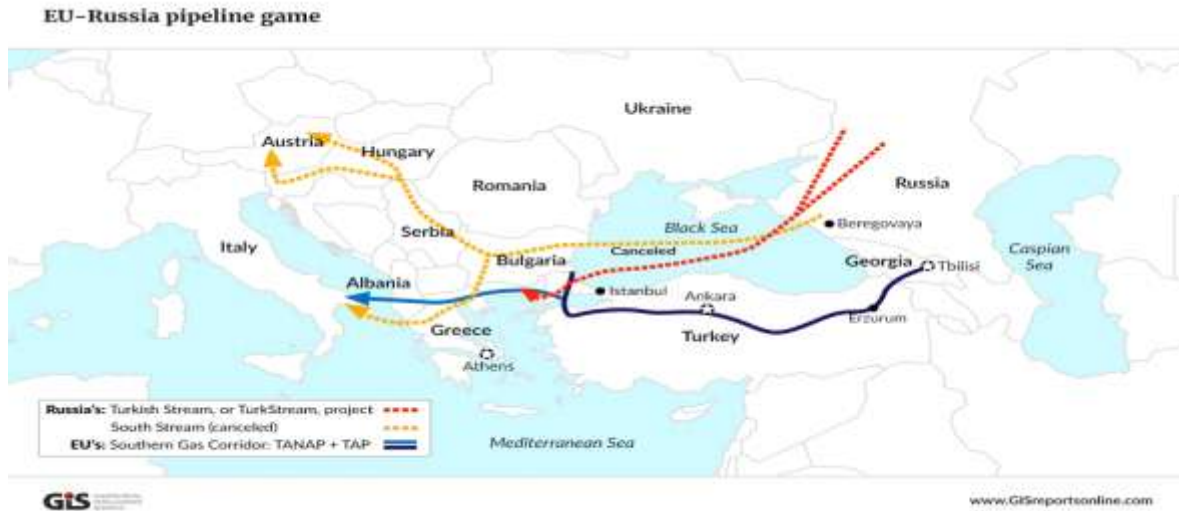 EU–Russia pipeline game
Ukraine
Austria
Hungary
Romania
Russia
Black Sea
Beregovaya
Serbia
Italy
Canceled
Bulgaria
Georgia
Tbilisi
Caspian
Sea
Albania
Istanbul
Ankara
Erzurum
Greece
Turkey
Athens
Russia's: Turkish Stream, or TurkStream, project
South Stream (canceled)
EU's: Southern Gas Corridor: TANAP + TAP
Mediterranean Sea
GIS
www.GISreportsonline.com